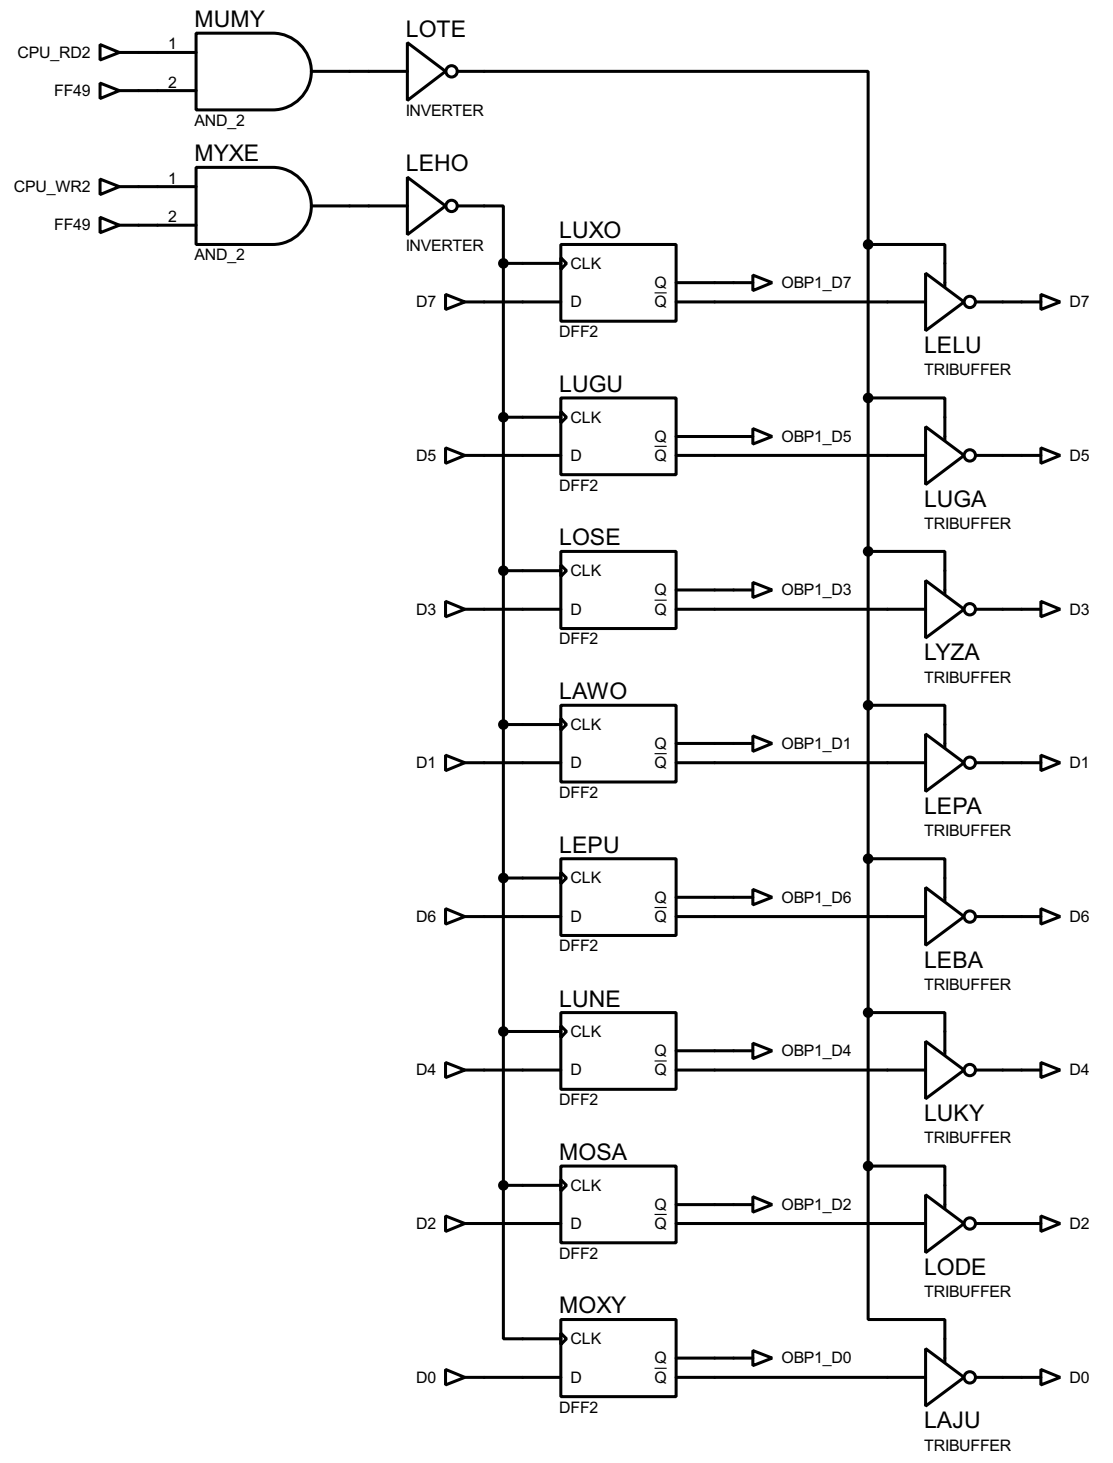 MUMY
LOTE
CPU_RD2 1
FF49 2
AND_2
INVERTER
MYXE
LEHO
CPU_WR2 1
FF49 2
AND_2
INVERTER
LUXO
CLK
Q OBP1_D7
D7 D Q D7
DFF2
LELU
TRIBUFFER
LUGU
CLK
Q OBP1_D5
D5 D Q D5
DFF2
LUGA
TRIBUFFER
LOSE
CLK
Q OBP1_D3
D3 D Q D3
DFF2
LYZA
TRIBUFFER
LAWO
CLK
Q OBP1_D1
D1 D Q D1
DFF2
LEPA
TRIBUFFER
LEPU
CLK
Q OBP1_D6
D6 D Q D6
DFF2
LEBA
TRIBUFFER
LUNE
CLK
Q OBP1_D4
D4 D Q D4
DFF2
LUKY
TRIBUFFER
MOSA
CLK
Q OBP1_D2
D2 D Q D2
DFF2
LODE
TRIBUFFER
MOXY
CLK
Q OBP1_D0
D0 D Q D0
DFF2
LAJU
TRIBUFFER